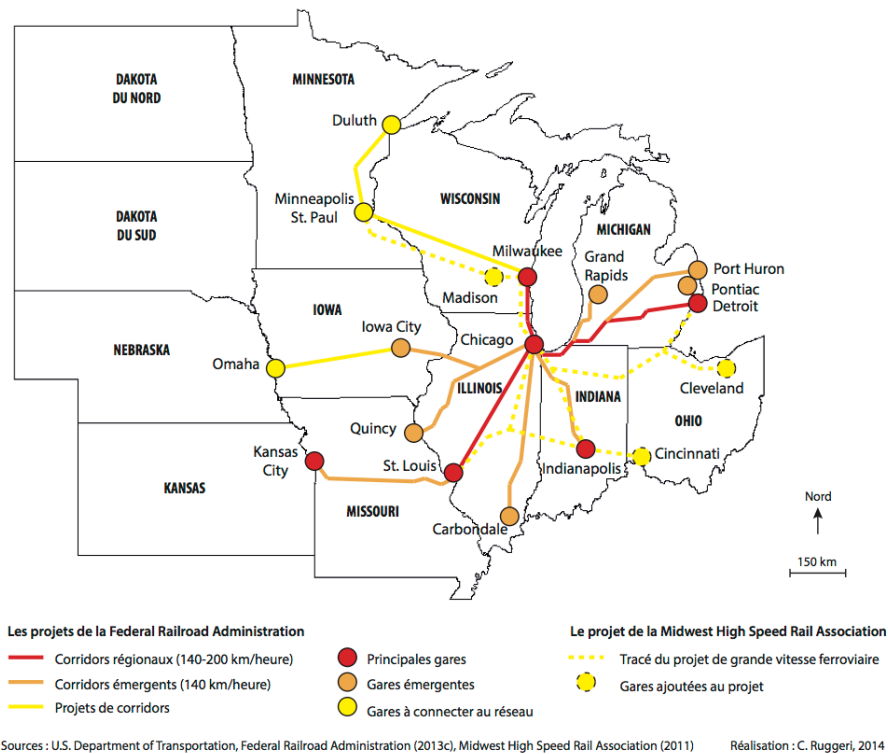 DAKOTA
DU NORD
MINNESOTA
Duluth
DAKOTA
DU SUD
Minneapolis
St. Paul
WISCONSIN
MICHIGAN
Milwaukee
Grand
Rapids
Port Huron
Pontiac
Detroit
Madison
IOWA
Iowa City
Chicago
NEBRASKA
Omaha
ILLINOIS
INDIANA
Cleveland
OHIO
Quincy
Kansas
City
St. Louis
Indianapolis
Cincinnati
KANSAS
MISSOURI
Carbondale
Nord
150 km
Les projets de la Federal Railroad Administration
Corridors régionaux (140-200 km/heure)
Corridors émergents (140 km/heure)
Projets de corridors
Principales gares
Gares émergentes
Gares à connecter au réseau
Le projet de la Midwest High Speed Rail Association
Tracé du projet de grande vitesse ferroviaire
Gares ajoutées au projet
Sources : U.S. Department of Transportation, Federal Railroad Administration (2013c), Midwest High Speed Rail Association (2011)
Réalisation : C. Ruggeri, 2014